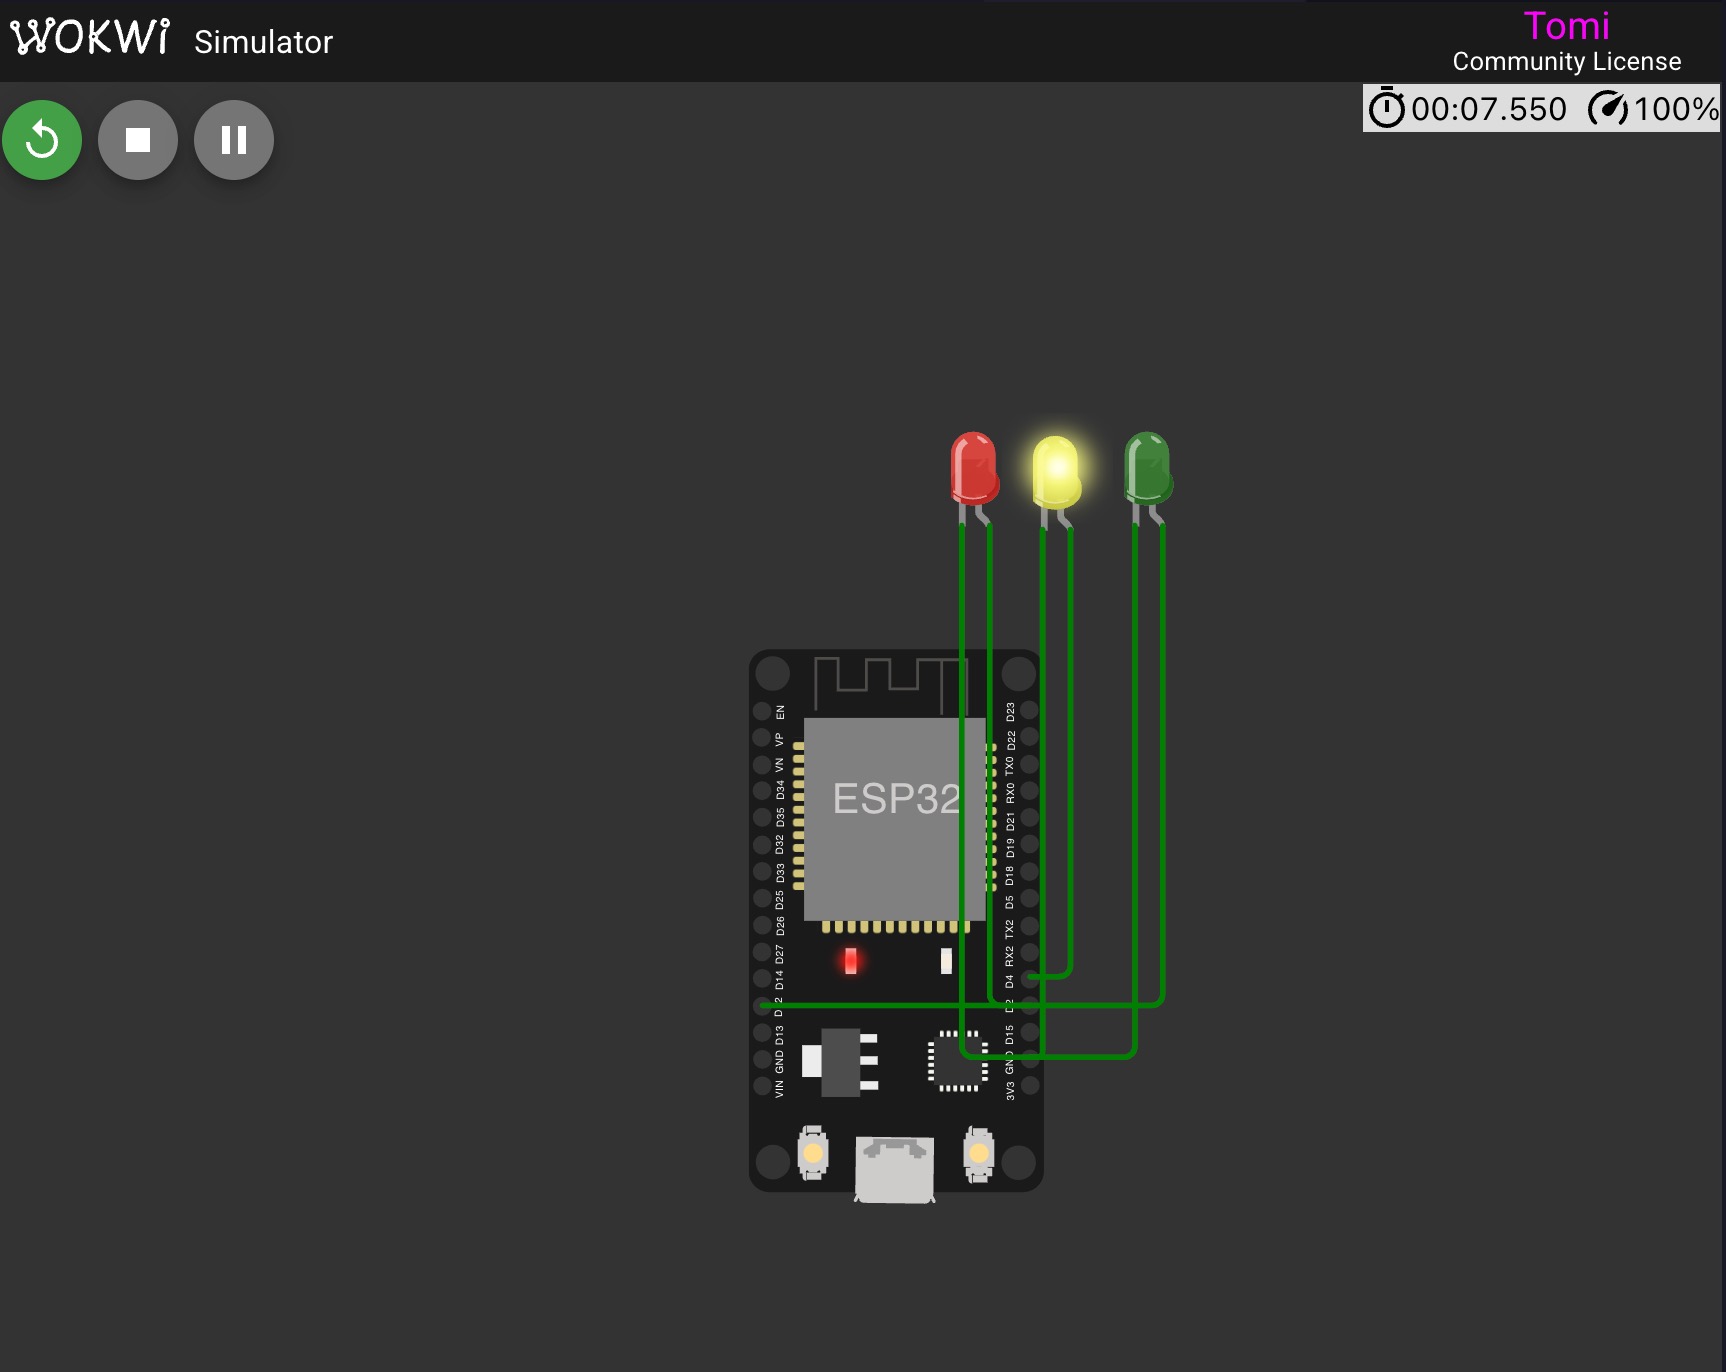 WOKWi Simulator
Tomi
Community License
00:07.550 100%
EN
VP
VN
D34
D35
D32
D33
D25
D26
D27
D14
D13
GND
VIN
ESP32
D23
D22
TX0
RX0
D21
D19
D18
D5
TX2
RX2
D4
D2
D15
GND
3V3